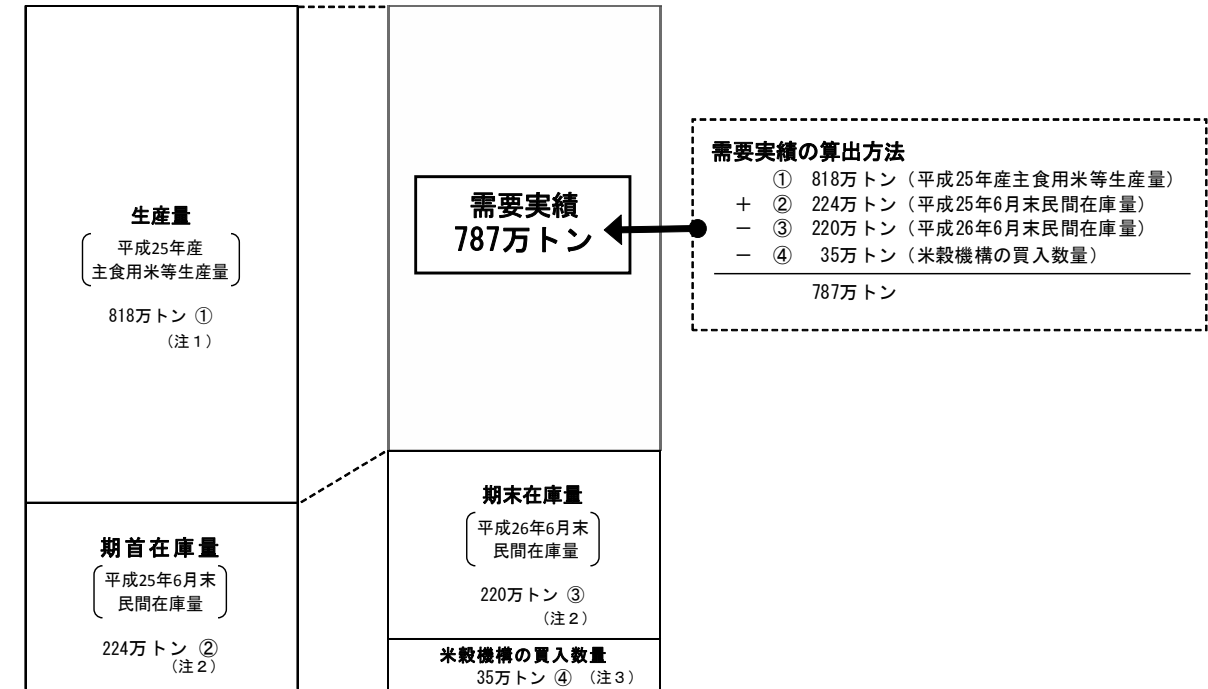 生産量
平成25年産
主食用米等生産量
818万トン ①
（注１）
期首在庫量
平成25年6月末
民間在庫量
224万トン ②
（注２）
需要実績
787万トン
期末在庫量
平成26年6月末
民間在庫量
220万トン ③
（注２）
米穀機構の買入数量
35万トン ④ （注３）
需要実績の算出方法
① 818万トン（平成25年産主食用米等生産量）
＋ ② 224万トン（平成25年6月末民間在庫量）
－ ③ 220万トン（平成26年6月末民間在庫量）
－ ④ 35万トン（米穀機構の買入数量）
787万トン